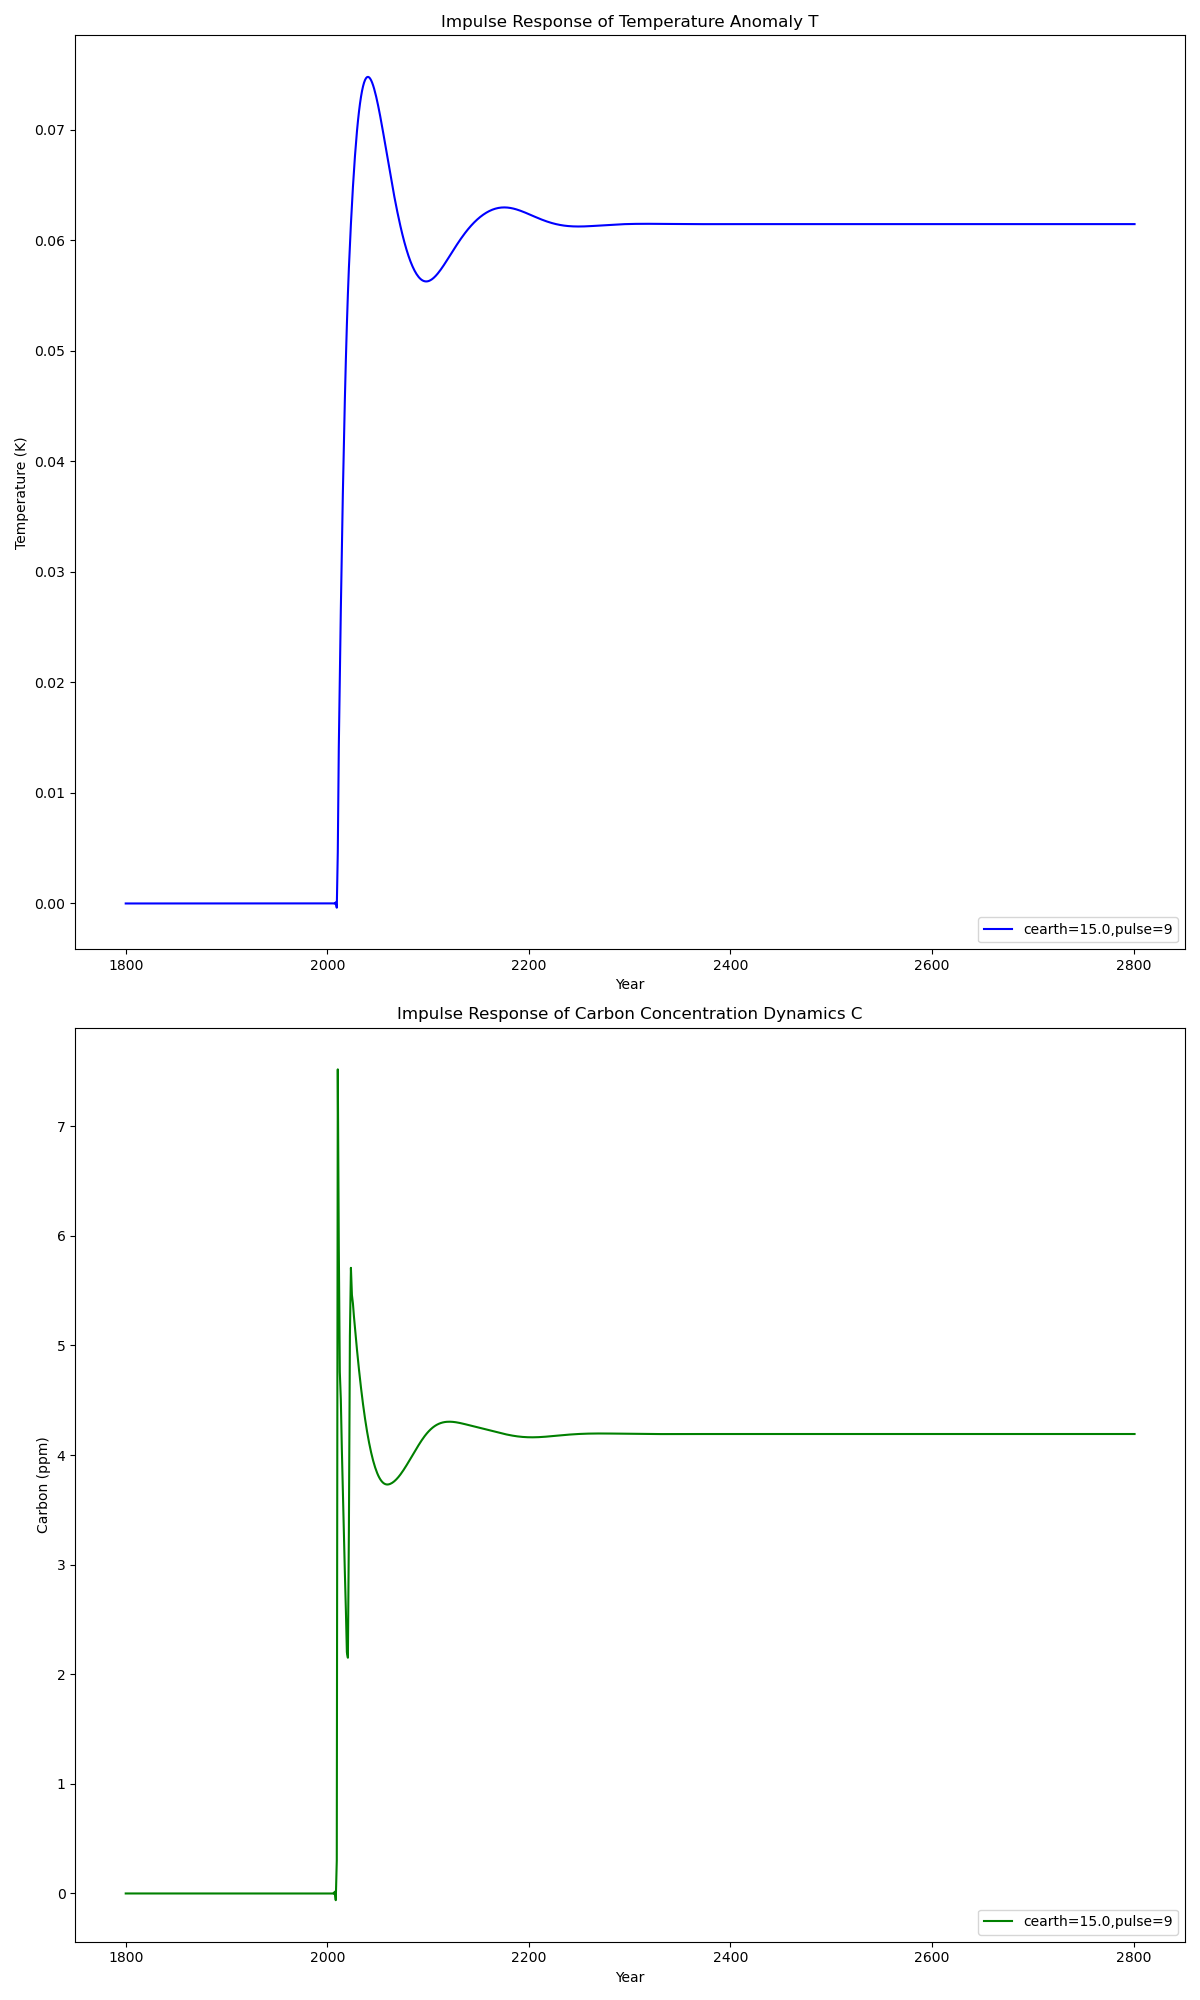 Impulse Response of Temperature Anomaly T
Temperature (K)
0.07
0.06
0.05
0.04
0.03
0.02
0.01
0.00
cearth=15.0,pulse=9
1800 2000 2200 2400 2600 2800
Year
Impulse Response of Carbon Concentration Dynamics C
Carbon (ppm)
7
6
5
4
3
2
1
0
cearth=15.0,pulse=9
1800 2000 2200 2400 2600 2800
Year